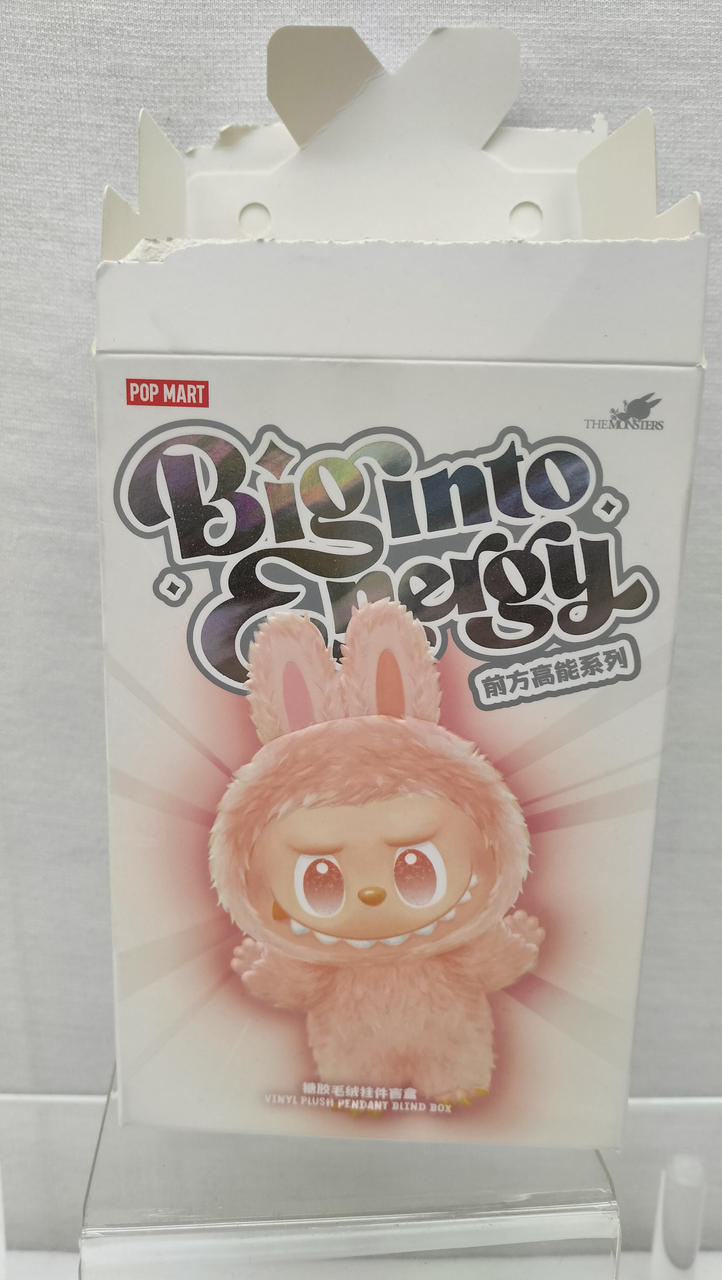 POP MART
THE MONSTERS
Big into
Energy
前方高能系列
搪胶毛绒挂件盲盒
VINYL PLUSH PENDANT BLIND BOX